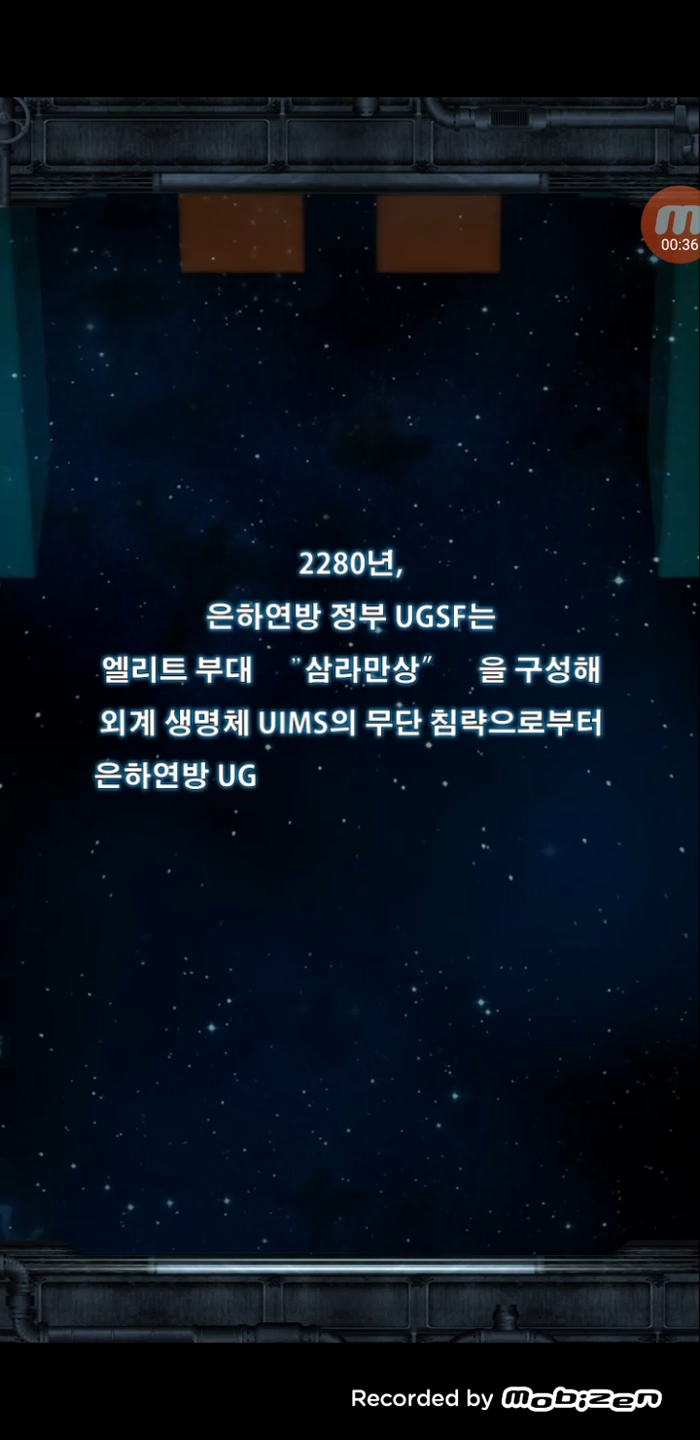 00:36
2280년,
은하연방 정부 UGSF는
엘리트 부대 "삼라만상" 을 구성해
외계 생명체 UIMS의 무단 침략으로부터
은하연방 UG
Recorded by Mobizen